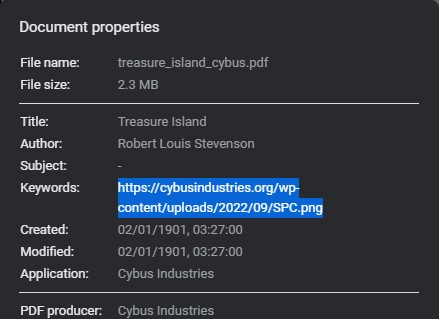 Document properties
File name: treasure_island_cybus.pdf
File size: 2.3 MB
Title: Treasure Island
Author: Robert Louis Stevenson
Subject: -
Keywords: https://cybusindustries.org/wp-
content/uploads/2022/09/SPC.png
Created: 02/01/1901, 03:27:00
Modified: 02/01/1901, 03:27:00
Application: Cybus Industries
PDF producer: Cybus Industries